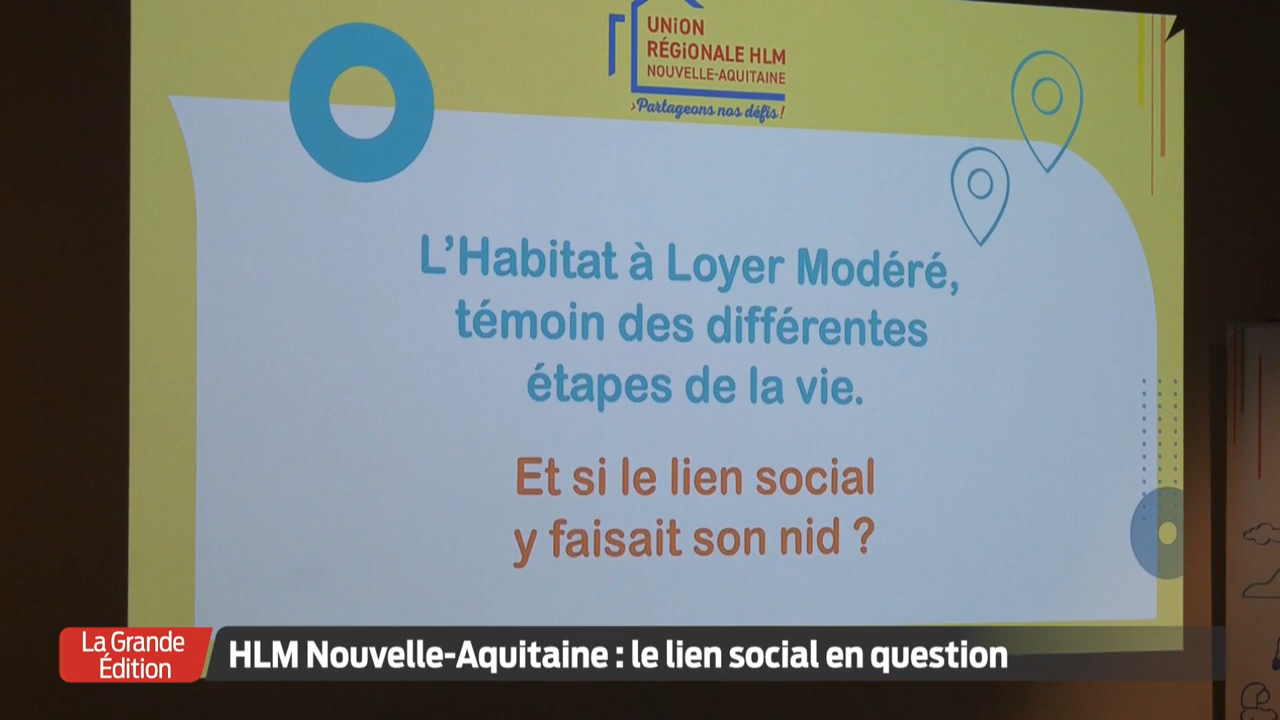 UNiON
RÉGiONALE HLM
NOUVELLE-AQUITAINE
›Partageons nos défis !
L'Habitat à Loyer Modéré,
témoin des différentes
étapes de la vie.
Et si le lien social
y faisait son nid ?
La Grande
Édition
HLM Nouvelle-Aquitaine : le lien social en question